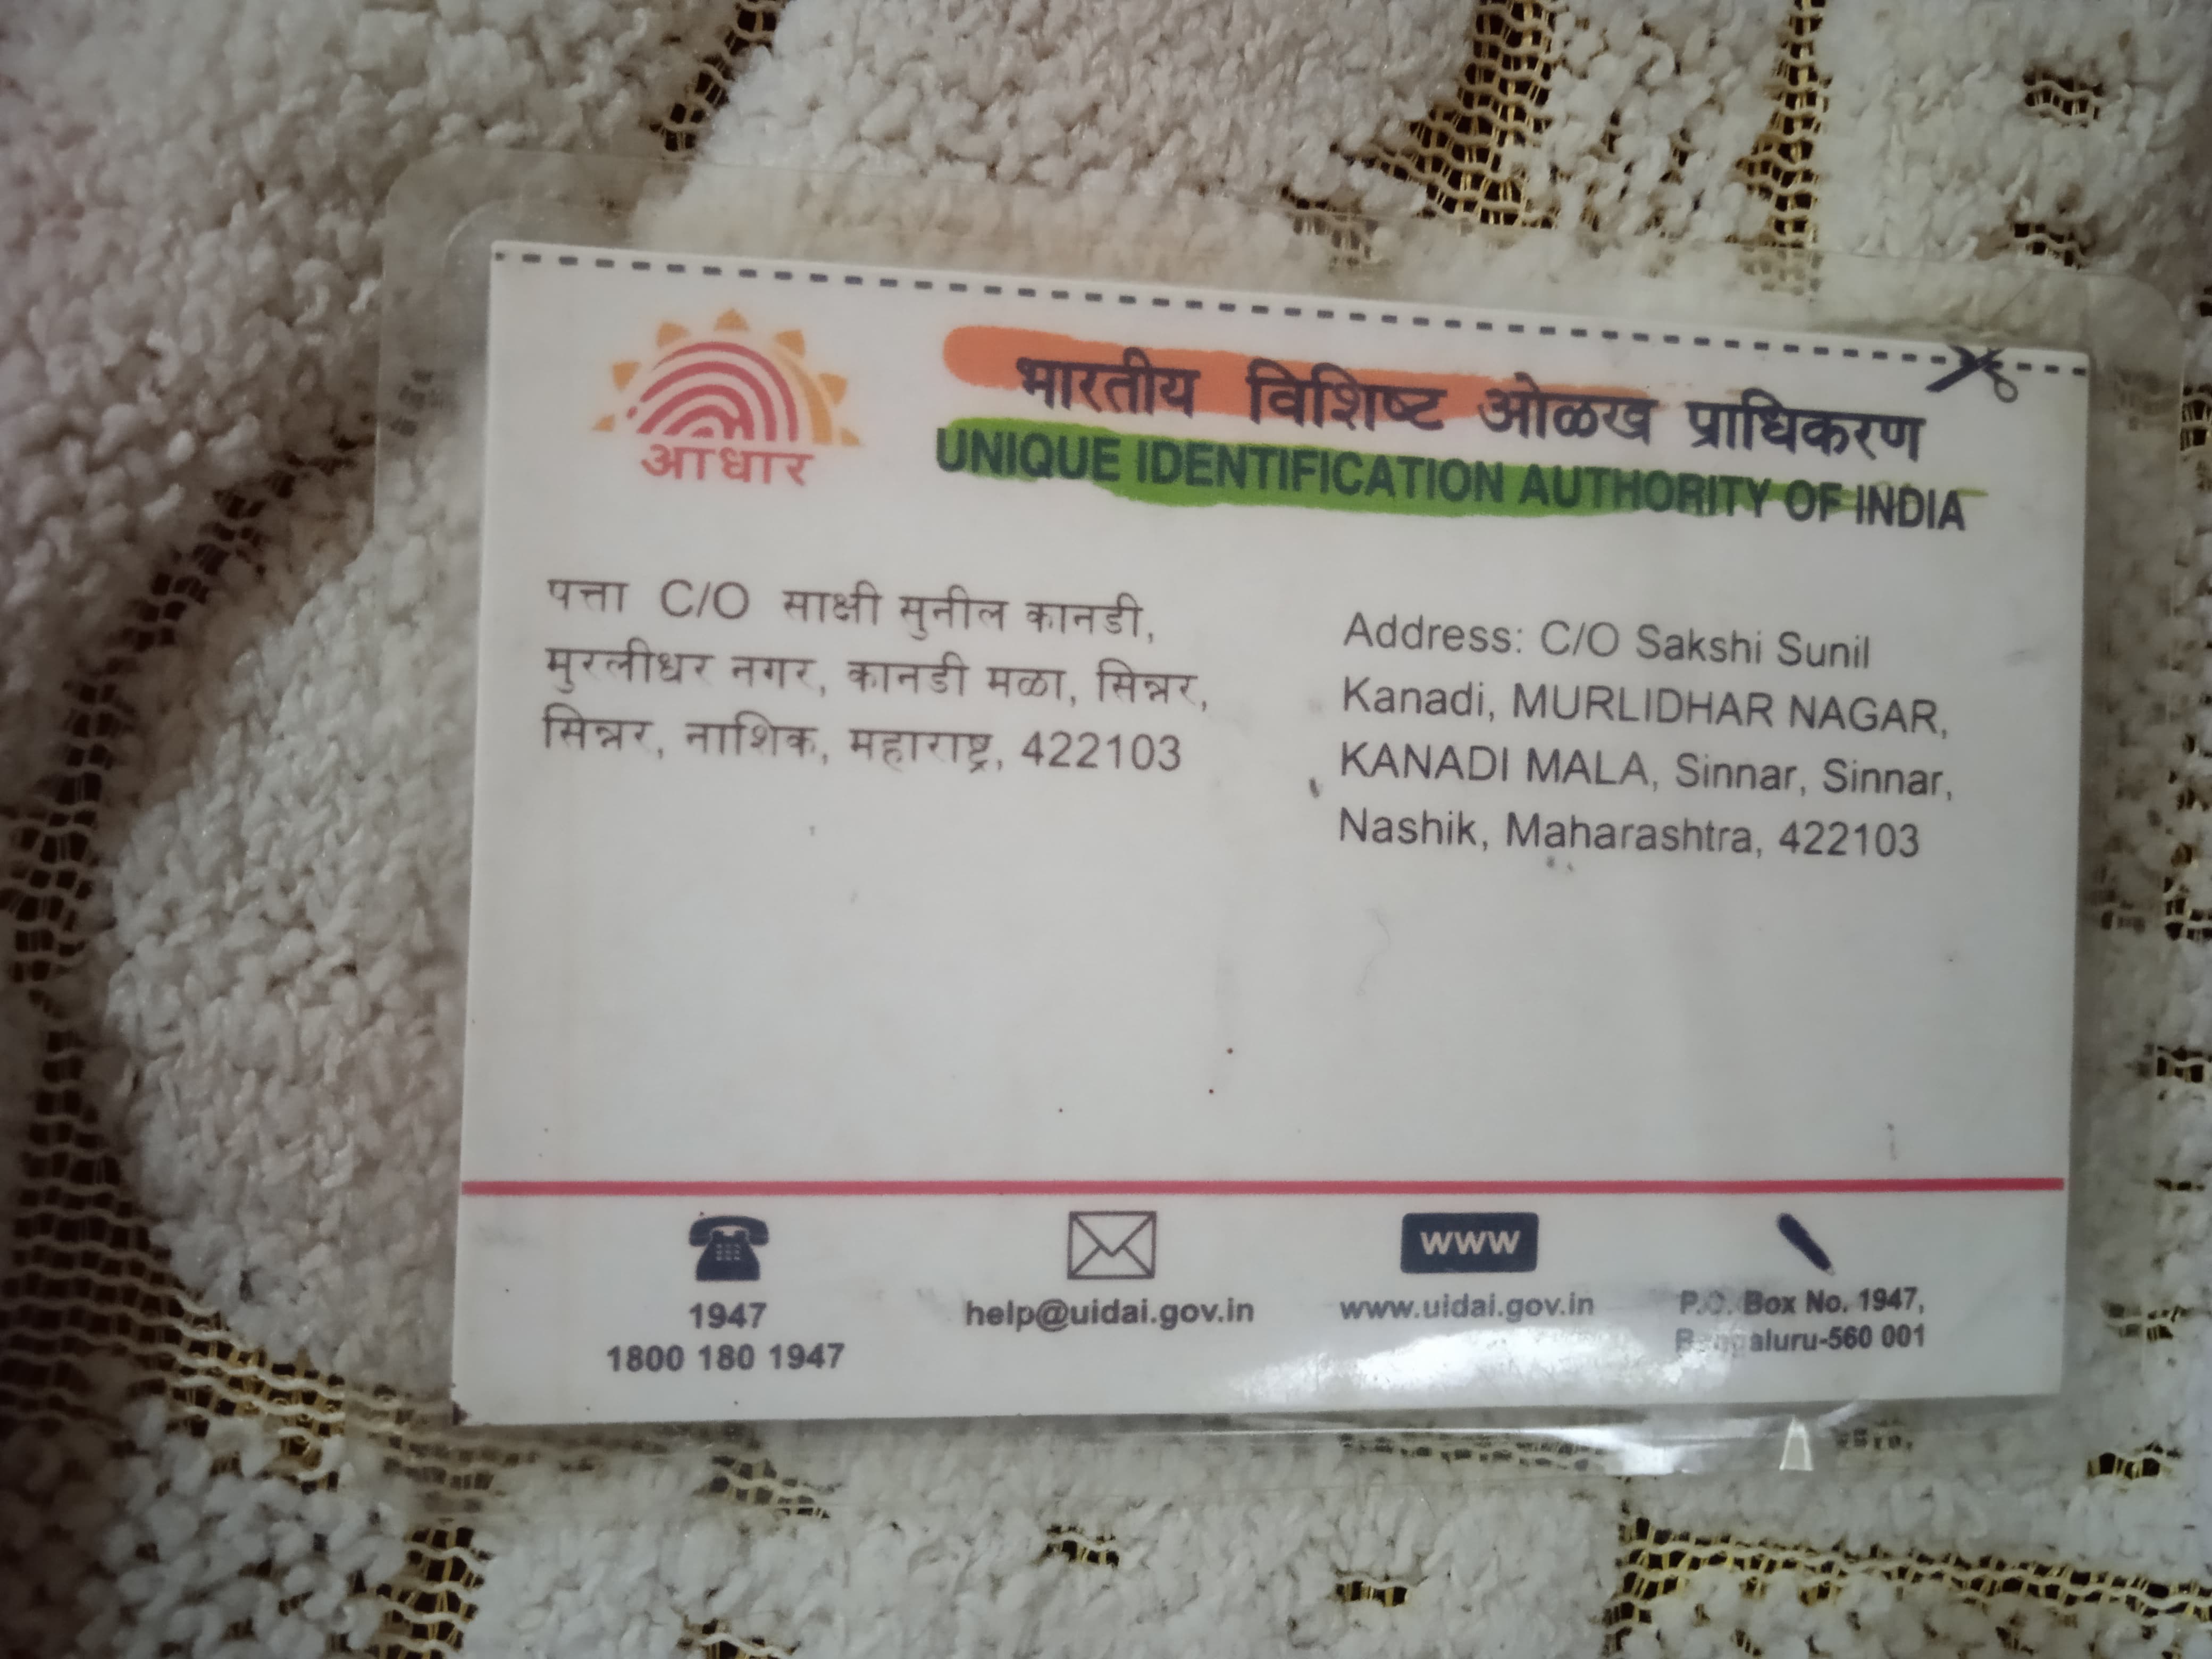 आधार
भारतीय विशिष्ट ओळख प्राधिकरण
UNIQUE IDENTIFICATION AUTHORITY OF INDIA
पत्ता C/O साक्षी सुनील कानडी,
मुरलीधर नगर, कानडी मळा, सिन्नर,
सिन्नर, नाशिक, महाराष्ट्र, 422103
Address: C/O Sakshi Sunil
Kanadi, MURLIDHAR NAGAR,
KANADI MALA, Sinnar, Sinnar,
Nashik, Maharashtra, 422103
1947
1800 180 1947
help@uidai.gov.in
www
www.uidai.gov.in
P.O. Box No. 1947,
Bengaluru-560 001